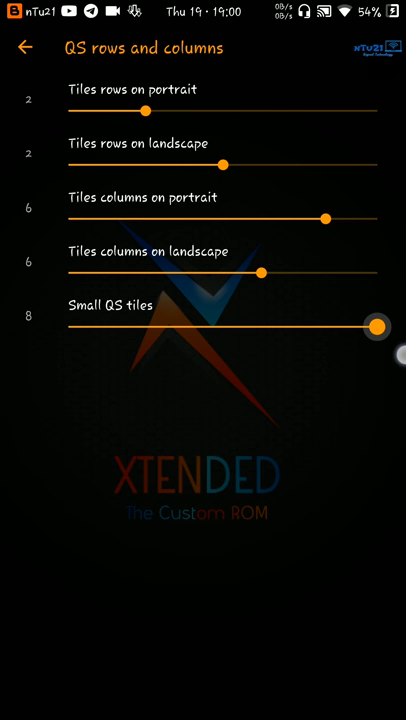 nTu21 Thu 19 • 19:00 0B/s 54%
0B/s
QS rows and columns
nTU21
2 Tiles rows on portrait
2 Tiles rows on landscape
6 Tiles columns on portrait
6 Tiles columns on landscape
8 Small QS tiles
XTENDED
The Custom ROM